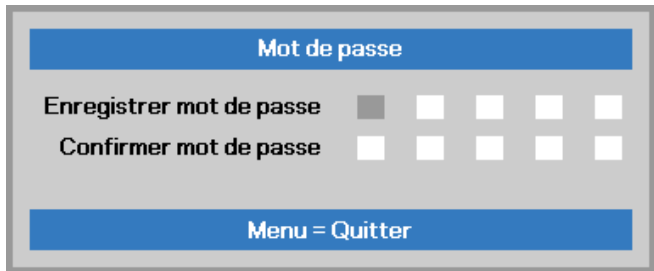 Mot de passe
Enregistrer mot de passe
Confirmer mot de passe
Menu = Quitter